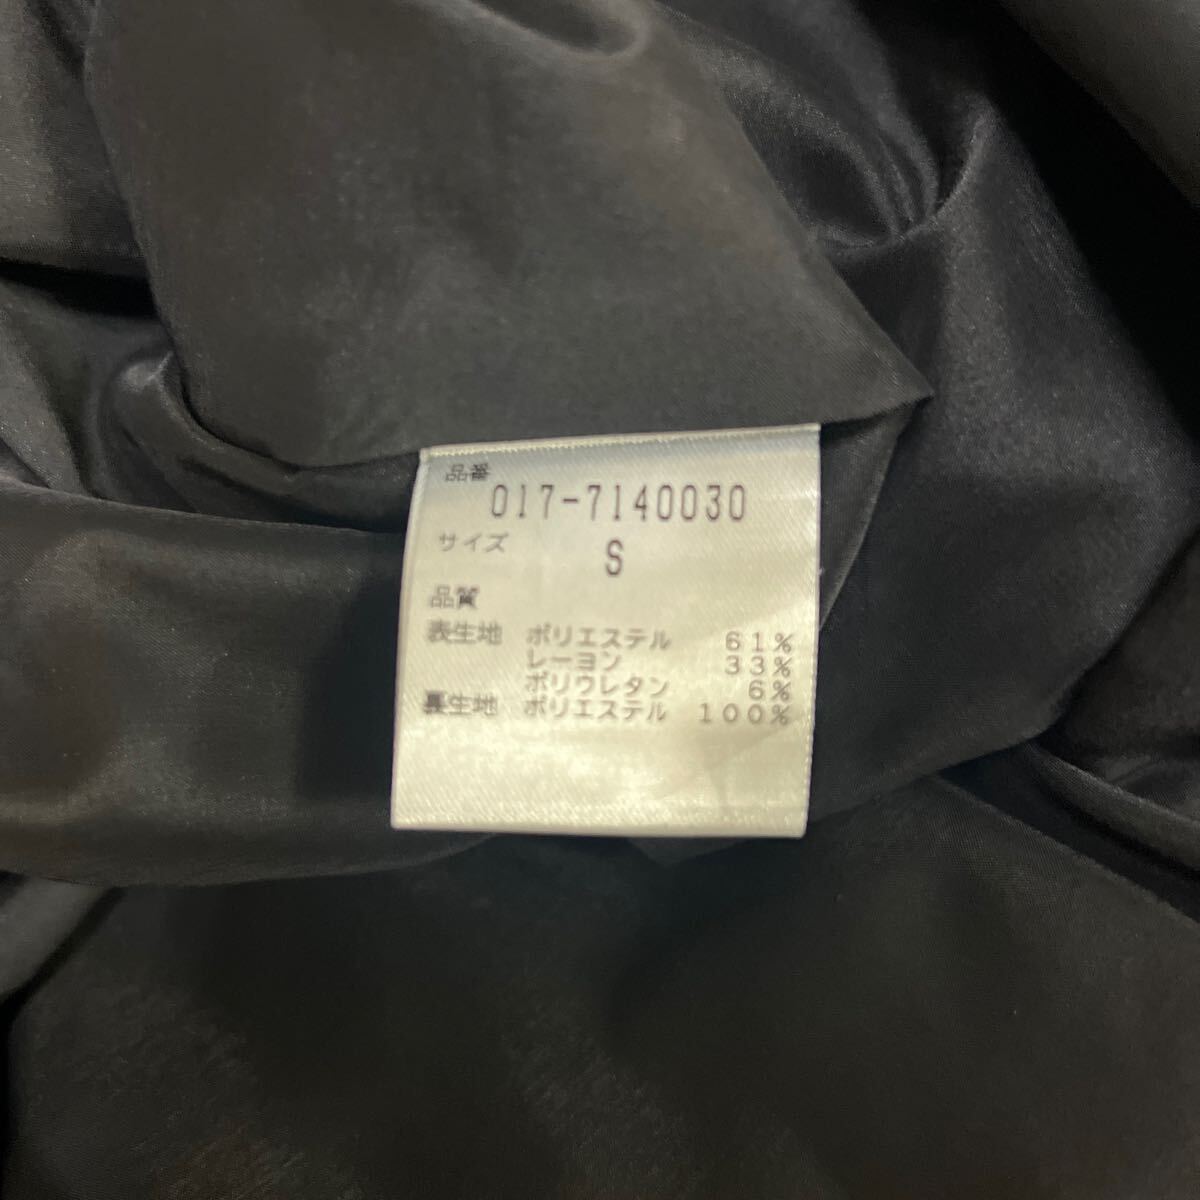 品番
017-7140030
サイズ S
品質
表生地 ポリエステル 61%
レーヨン 33%
ポリウレタン 6%
裏生地 ポリエステル 100%